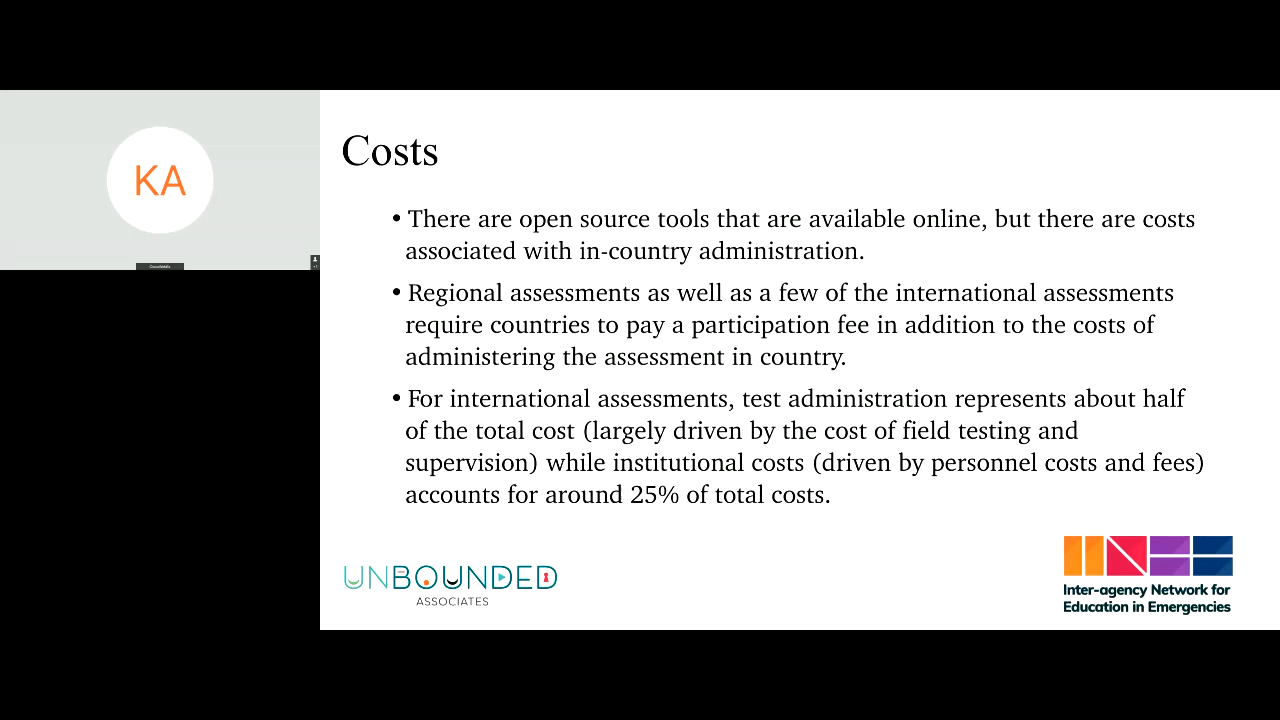 KA
Costs
• There are open source tools that are available online, but there are costs
associated with in-country administration.
• Regional assessments as well as a few of the international assessments
require countries to pay a participation fee in addition to the costs of
administering the assessment in country.
• For international assessments, test administration represents about half
of the total cost (largely driven by the cost of field testing and
supervision) while institutional costs (driven by personnel costs and fees)
accounts for around 25% of total costs.
UNBOUNDED
ASSOCIATES
INEE
Inter-agency Network for
Education in Emergencies